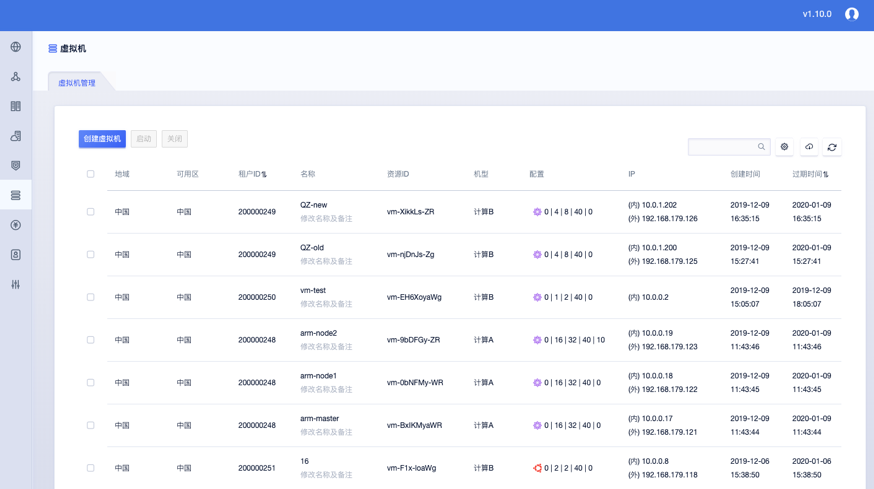 v1.10.0
虚拟机
虚拟机管理
创建虚拟机 启动 关闭
地域 可用区 租户ID 名称 资源ID 机型 配置 IP 创建时间 过期时间
中国 中国 200000249 QZ-new 修改名称及备注 vm-XikkLs-ZR 计算B 0 | 4 | 8 | 40 | 0 (内) 10.0.1.202 (外) 192.168.179.126 2019-12-09 16:35:15 2020-01-09 16:35:15
中国 中国 200000249 QZ-old 修改名称及备注 vm-njDnJs-Zg 计算B 0 | 4 | 8 | 40 | 0 (内) 10.0.1.200 (外) 192.168.179.125 2019-12-09 15:27:41 2020-01-09 15:27:41
中国 中国 200000250 vm-test 修改名称及备注 vm-EH6XoyaWg 计算B 0 | 1 | 2 | 40 | 0 (内) 10.0.0.2 2019-12-09 15:05:07 2019-12-09 18:05:07
中国 中国 200000248 arm-node2 修改名称及备注 vm-9bDFGy-ZR 计算A 0 | 16 | 32 | 40 | 10 (内) 10.0.0.19 (外) 192.168.179.123 2019-12-09 11:43:46 2020-01-09 11:43:46
中国 中国 200000248 arm-node1 修改名称及备注 vm-0bNFMy-WR 计算A 0 | 16 | 32 | 40 | 0 (内) 10.0.0.18 (外) 192.168.179.122 2019-12-09 11:43:45 2020-01-09 11:43:45
中国 中国 200000248 arm-master 修改名称及备注 vm-BxIKMyaWR 计算A 0 | 16 | 32 | 40 | 0 (内) 10.0.0.17 (外) 192.168.179.121 2019-12-09 11:43:44 2020-01-09 11:43:44
中国 中国 200000251 16 修改名称及备注 vm-F1x-loaWg 计算B 0 | 2 | 2 | 40 | 0 (内) 10.0.0.8 (外) 192.168.179.118 2019-12-06 15:38:50 2020-01-06 15:38:50